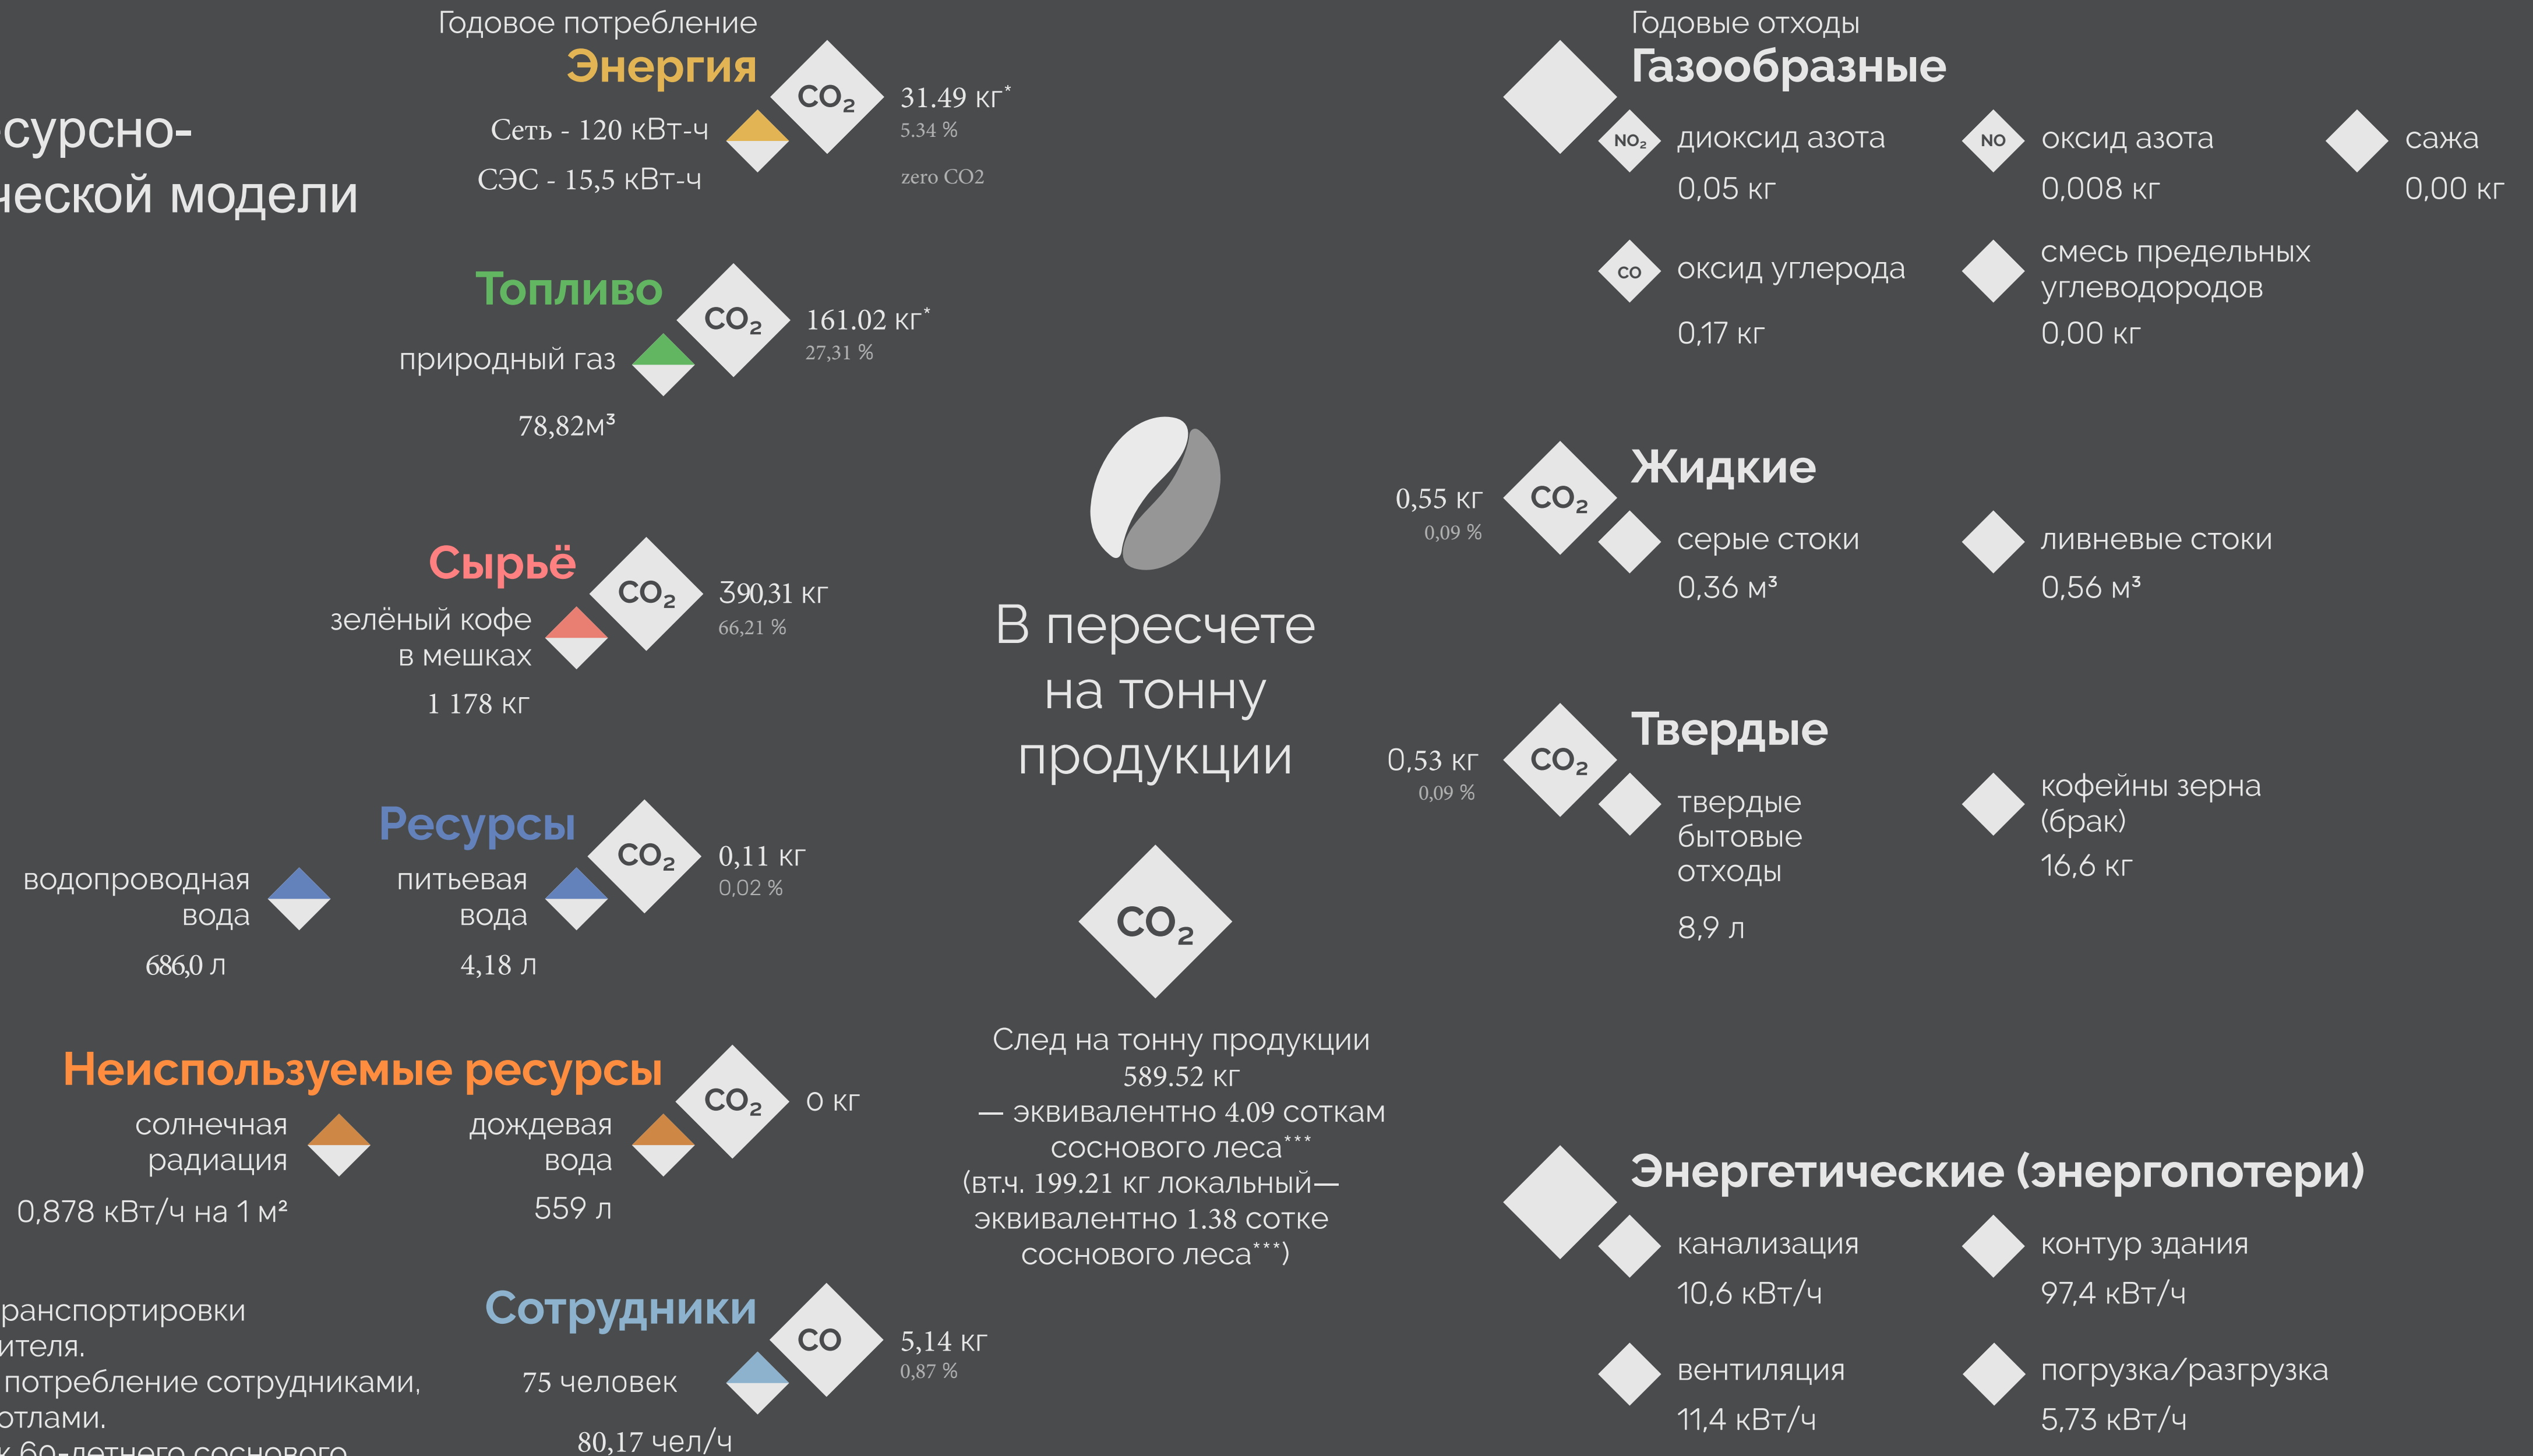 сурсно-
ческой модели
Годовое потребление
Энергия
CO₂
31.49 кг*
5.34 %
Сеть - 120 кВт-ч
СЭС - 15,5 кВт-ч
zero CO2
Топливо
CO₂
161.02 кг*
27,31 %
природный газ
78,82м³
Сырьё
CO₂
390,31 кг
66,21 %
зелёный кофе
в мешках
1 178 кг
Ресурсы
CO₂
0,11 кг
0,02 %
водопроводная
вода
686,0 л
питьевая
вода
4,18 л
Неиспользуемые ресурсы
CO₂
0 кг
солнечная
радиация
0,878 кВт/ч на 1 м²
дождевая
вода
559 л
Сотрудники
CO
5,14 кг
0,87 %
75 человек
80,17 чел/ч
ранспортировки
ителя.
потребление сотрудниками,
отлами.
к 60-летнего соснового
В пересчете
на тонну
продукции
CO₂
След на тонну продукции
589.52 кг
— эквивалентно 4.09 соткам
соснового леса***
(вт.ч. 199.21 кг локальный—
эквивалентно 1.38 сотке
соснового леса***)
Годовые отходы
Газообразные
NO₂
диоксид азота
0,05 кг
NO
оксид азота
0,008 кг
сажа
0,00 кг
CO
оксид углерода
0,17 кг
смесь предельных
углеводородов
0,00 кг
Жидкие
0,55 кг
0,09 %
CO₂
серые стоки
0,36 м³
ливневые стоки
0,56 м³
Твердые
0,53 кг
0,09 %
CO₂
твердые
бытовые
отходы
8,9 л
кофейны зерна
(брак)
16,6 кг
Энергетические (энергопотери)
канализация
10,6 кВт/ч
контур здания
97,4 кВт/ч
вентиляция
11,4 кВт/ч
погрузка/разгрузка
5,73 кВт/ч